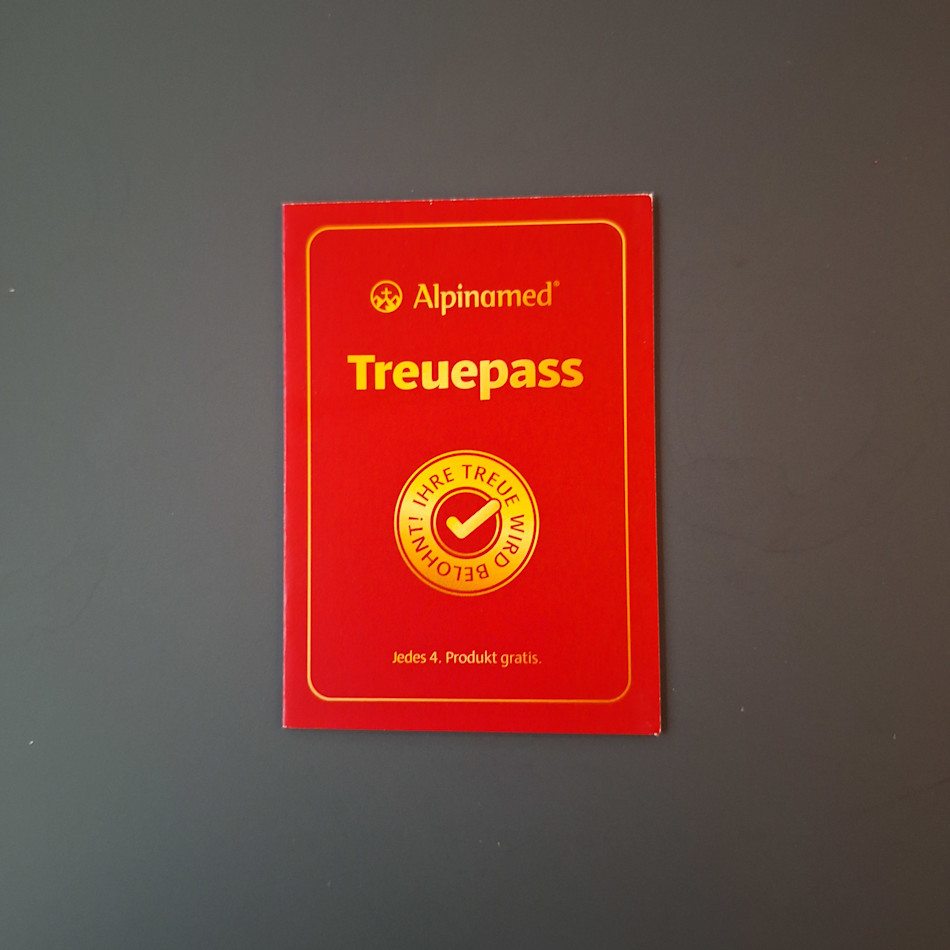 Alpinamed®
Treuepass
IHRE TREUE WIRD BELOHNT!
Jedes 4. Produkt gratis.